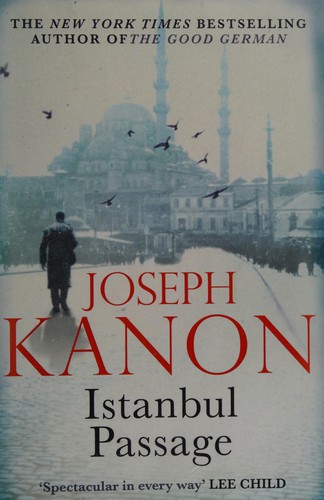 THE NEW YORK TIMES BESTSELLING
AUTHOR OF THE GOOD GERMAN
JOSEPH
KANON
Istanbul
Passage
'Spectacular in every way' LEE CHILD